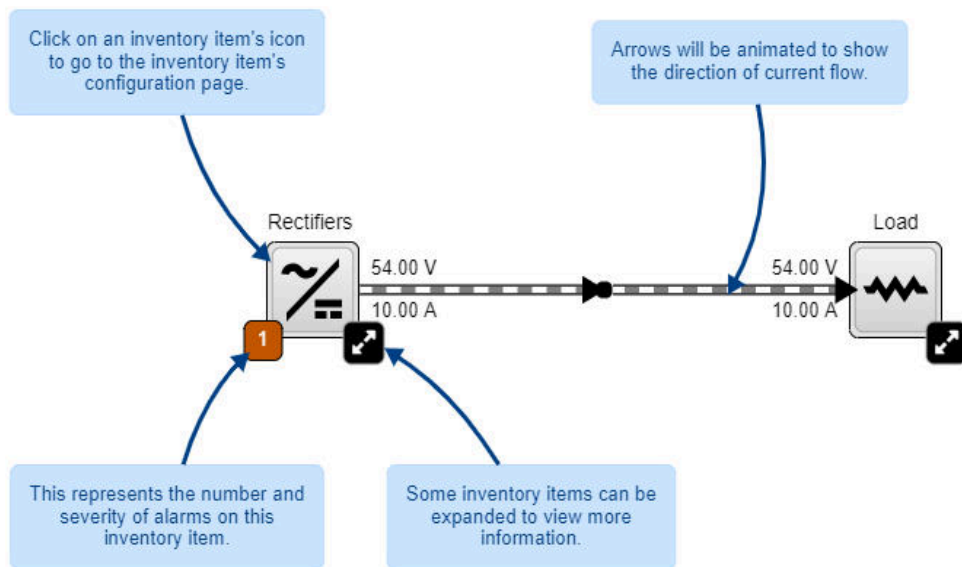 Click on an inventory item's icon
to go to the inventory item's
configuration page.
Arrows will be animated to show
the direction of current flow.
Rectifiers
Load
54.00 V
54.00 V
10.00 A
10.00 A
1
This represents the number and
severity of alarms on this
inventory item.
Some inventory items can be
expanded to view more
information.